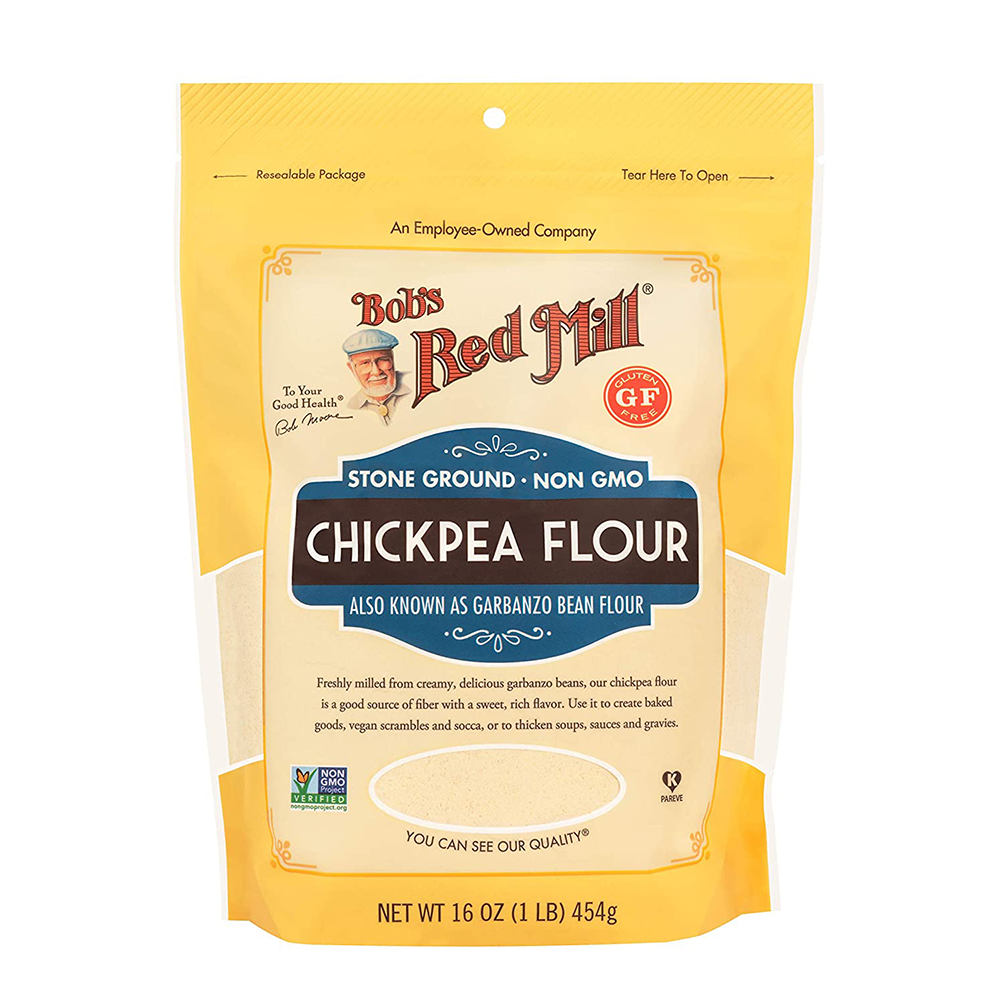 Resealable Package
Tear Here To Open
An Employee-Owned Company
Bob's
Red Mill®
To Your
Good Health®
Bob Moore
GLUTEN
GF
FREE
STONE GROUND · NON GMO
CHICKPEA FLOUR
ALSO KNOWN AS GARBANZO BEAN FLOUR
Freshly milled from creamy, delicious garbanzo beans, our chickpea flour
is a good source of fiber with a sweet, rich flavor. Use it to create baked
goods, vegan scrambles and socca, or to thicken soups, sauces and gravies.
NON
GMO
Project
VERIFIED
nongmoproject.org
K
PAREVE
YOU CAN SEE OUR QUALITY®
NET WT 16 OZ (1 LB) 454g